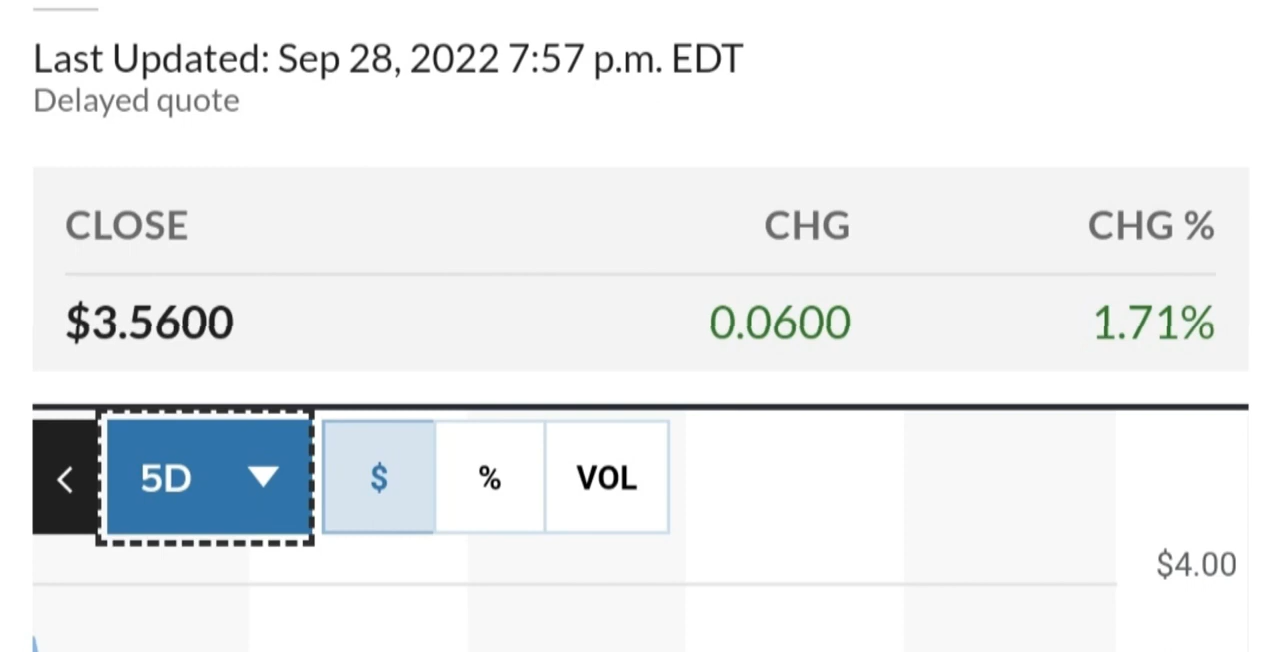 Last Updated: Sep 28, 2022 7:57 p.m. EDT
Delayed quote
CLOSE CHG CHG %
$3.5600 0.0600 1.71%
5D $ % VOL
$4.00